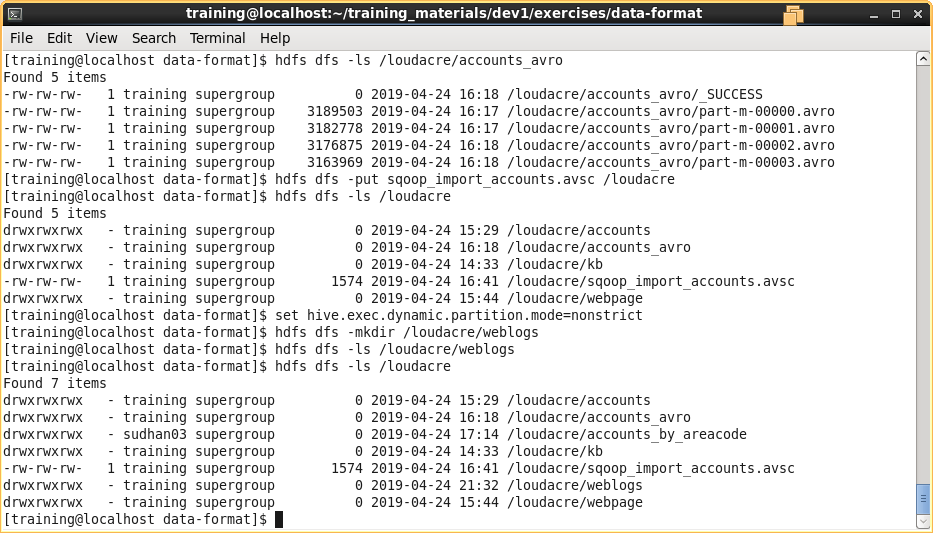 training@localhost:~/training_materials/dev1/exercises/data-format
File Edit View Search Terminal Help
[training@localhost data-format]$ hdfs dfs -ls /loudacre/accounts_avro
Found 5 items
-rw-rw-rw-   1 training supergroup          0 2019-04-24 16:18 /loudacre/accounts_avro/_SUCCESS
-rw-rw-rw-   1 training supergroup    3189503 2019-04-24 16:17 /loudacre/accounts_avro/part-m-00000.avro
-rw-rw-rw-   1 training supergroup    3182778 2019-04-24 16:17 /loudacre/accounts_avro/part-m-00001.avro
-rw-rw-rw-   1 training supergroup    3176875 2019-04-24 16:18 /loudacre/accounts_avro/part-m-00002.avro
-rw-rw-rw-   1 training supergroup    3163969 2019-04-24 16:18 /loudacre/accounts_avro/part-m-00003.avro
[training@localhost data-format]$ hdfs dfs -put sqoop_import_accounts.avsc /loudacre
[training@localhost data-format]$ hdfs dfs -ls /loudacre
Found 5 items
drwxrwxrwx   - training supergroup          0 2019-04-24 15:29 /loudacre/accounts
drwxrwxrwx   - training supergroup          0 2019-04-24 16:18 /loudacre/accounts_avro
drwxrwxrwx   - training supergroup          0 2019-04-24 14:33 /loudacre/kb
-rw-rw-rw-   1 training supergroup       1574 2019-04-24 16:41 /loudacre/sqoop_import_accounts.avsc
drwxrwxrwx   - training supergroup          0 2019-04-24 15:44 /loudacre/webpage
[training@localhost data-format]$ set hive.exec.dynamic.partition.mode=nonstrict
[training@localhost data-format]$ hdfs dfs -mkdir /loudacre/weblogs
[training@localhost data-format]$ hdfs dfs -ls /loudacre/weblogs
[training@localhost data-format]$ hdfs dfs -ls /loudacre
Found 7 items
drwxrwxrwx   - training supergroup          0 2019-04-24 15:29 /loudacre/accounts
drwxrwxrwx   - training supergroup          0 2019-04-24 16:18 /loudacre/accounts_avro
drwxrwxrwx   - sudhan03 supergroup          0 2019-04-24 17:14 /loudacre/accounts_by_areacode
drwxrwxrwx   - training supergroup          0 2019-04-24 14:33 /loudacre/kb
-rw-rw-rw-   1 training supergroup       1574 2019-04-24 16:41 /loudacre/sqoop_import_accounts.avsc
drwxrwxrwx   - training supergroup          0 2019-04-24 21:32 /loudacre/weblogs
drwxrwxrwx   - training supergroup          0 2019-04-24 15:44 /loudacre/webpage
[training@localhost data-format]$